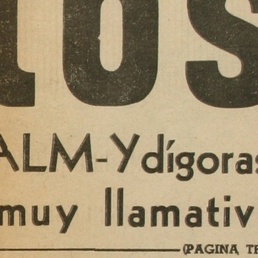 ALM-Ydígoras
muy llamativ
(PAGINA TE